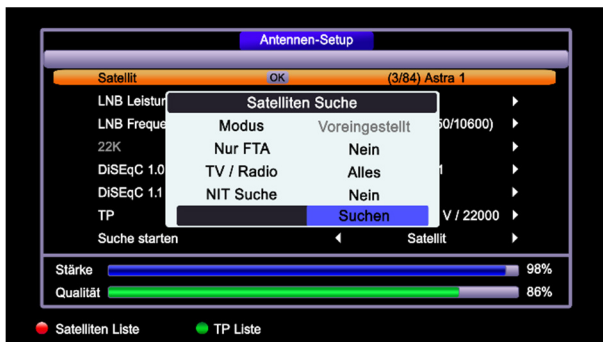 Antennen-Setup
Satellit OK (3/84) Astra 1
LNB Leistur
LNB Freque 50/10600)
22K
DiSEqC 1.0 1
DiSEqC 1.1
TP V / 22000
Suche starten Satellit
Satelliten Suche
Modus Voreingestellt
Nur FTA Nein
TV / Radio Alles
NIT Suche Nein
Suchen
Stärke 98%
Qualität 86%
Satelliten Liste TP Liste